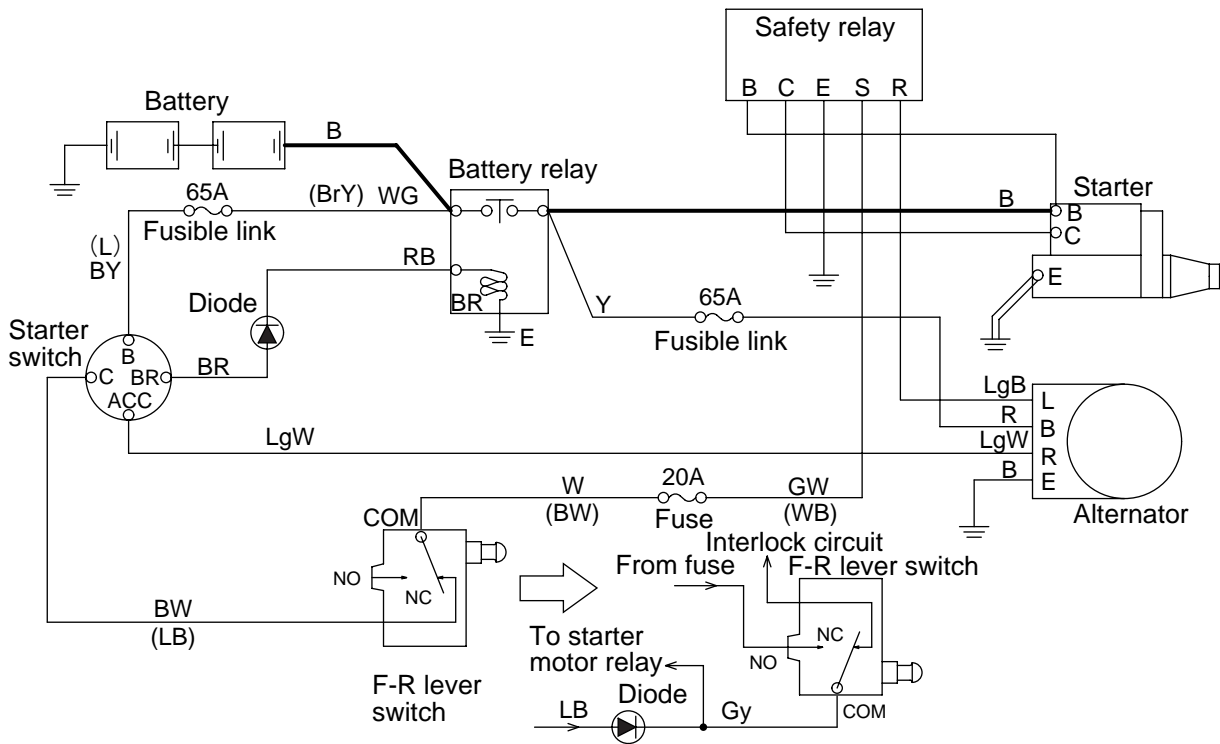 Safety relay
B C E S R
Battery
B
Battery relay
65A
(BrY) WG
Fusible link
B
Starter
B
C
(L)
BY
RB
E
Diode
BR
Y
65A
E
Fusible link
Starter
switch
B
C BR
BR
ACC
LgB L
R B
LgW
LgW R
B E
Alternator
W
20A
GW
COM
(BW)
Fuse
(WB)
Interlock circuit
From fuse
F-R lever switch
NO
NC
BW
(LB)
NC
NO
To starter
motor relay
F-R lever
switch
Diode
LB
Gy
COM